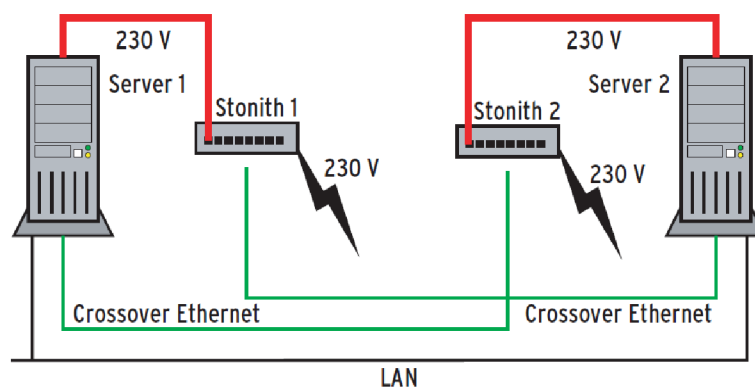 230 V
230 V
Server 1
Server 2
Stonith 1
Stonith 2
230 V
230 V
Crossover Ethernet
Crossover Ethernet
LAN